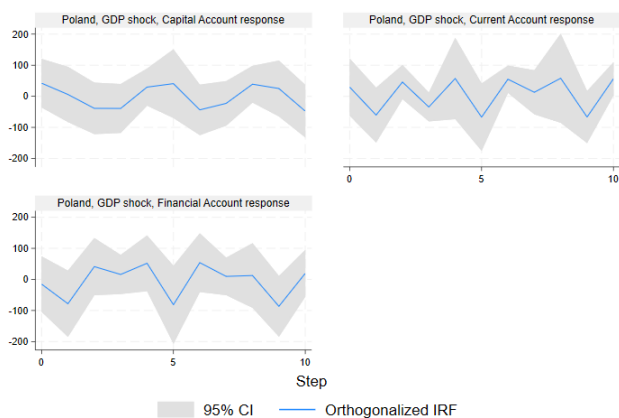 Poland, GDP shock, Capital Account response
Poland, GDP shock, Current Account response
200
100
0
-100
-200
0
5
10
Poland, GDP shock, Financial Account response
200
100
0
-100
-200
0
5
10
Step
95% CI
Orthogonalized IRF